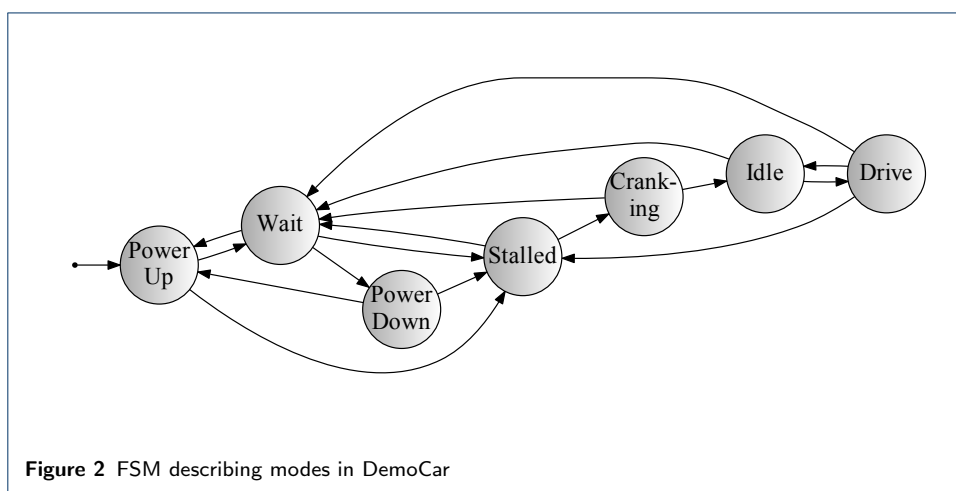 Power
Up
Wait
Power
Down
Stalled
Crank-
ing
Idle
Drive
Figure 2 FSM describing modes in DemoCar